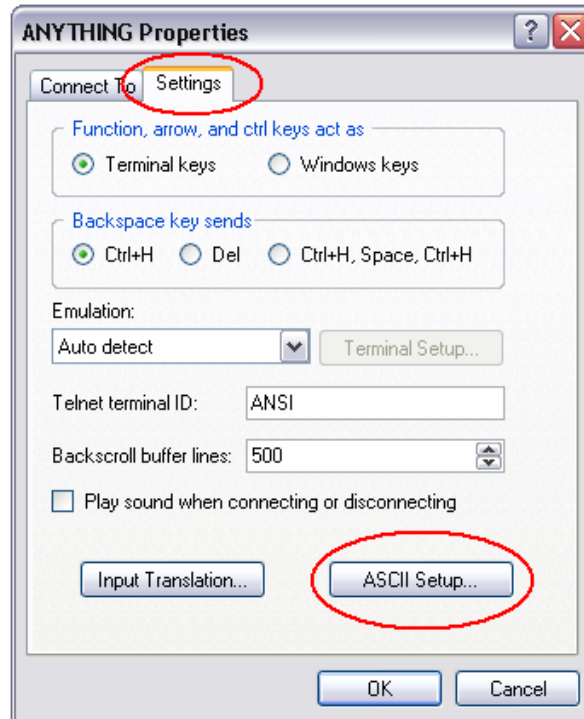 ANYTHING Properties
Connect To Settings
Function, arrow, and ctrl keys act as
Terminal keys Windows keys
Backspace key sends
Ctrl+H Del Ctrl+H, Space, Ctrl+H
Emulation:
Auto detect Terminal Setup...
Telnet terminal ID: ANSI
Backscroll buffer lines: 500
Play sound when connecting or disconnecting
Input Translation... ASCII Setup...
OK Cancel